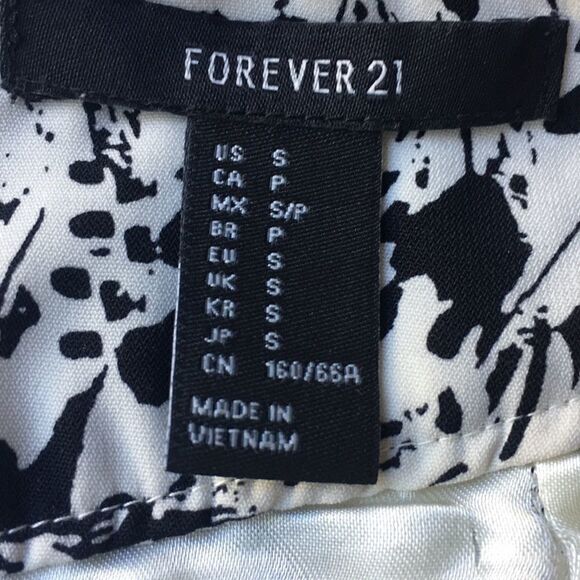 FOREVER 21
US S
CA P
MX S/P
BR P
EU S
UK S
KR S
JP S
CN 160/66A
MADE IN
VIETNAM